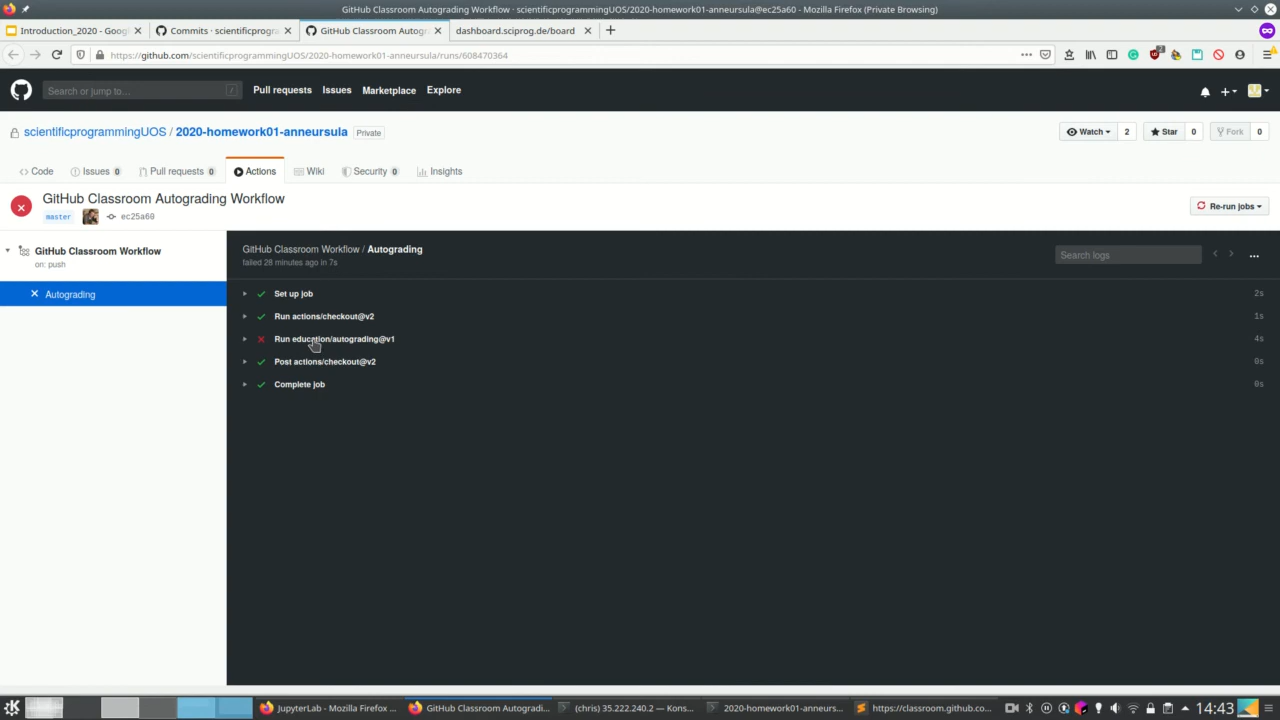 GitHub Classroom Autograding Workflow · scientificprogrammingUOS/2020-homework01-anneursula@ec25a60 - Mozilla Firefox (Private Browsing)
Introduction_2020 - Goog
Commits · scientificprogra
GitHub Classroom Autogra
dashboard.sciprog.de/board
https://github.com/scientificprogrammingUOS/2020-homework01-anneursula/runs/608470364
Search or jump to...
/
Pull requests
Issues
Marketplace
Explore
scientificprogrammingUOS / 2020-homework01-anneursula Private
Watch 2
Star 0
Fork 0
Code
Issues 0
Pull requests 0
Actions
Wiki
Security 0
Insights
GitHub Classroom Autograding Workflow
master ec25a60
Re-run jobs
GitHub Classroom Workflow
on: push
Autograding
GitHub Classroom Workflow / Autograding
failed 28 minutes ago in 7s
Search logs
Set up job 2s
Run actions/checkout@v2 1s
Run education/autograding@v1 4s
Post actions/checkout@v2 0s
Complete job 0s
JupyterLab - Mozilla Firefox ...
GitHub Classroom Autogradi...
(chris) 35.222.240.2 — Kons...
2020-homework01-anneurs...
https://classroom.github.co...
14:43